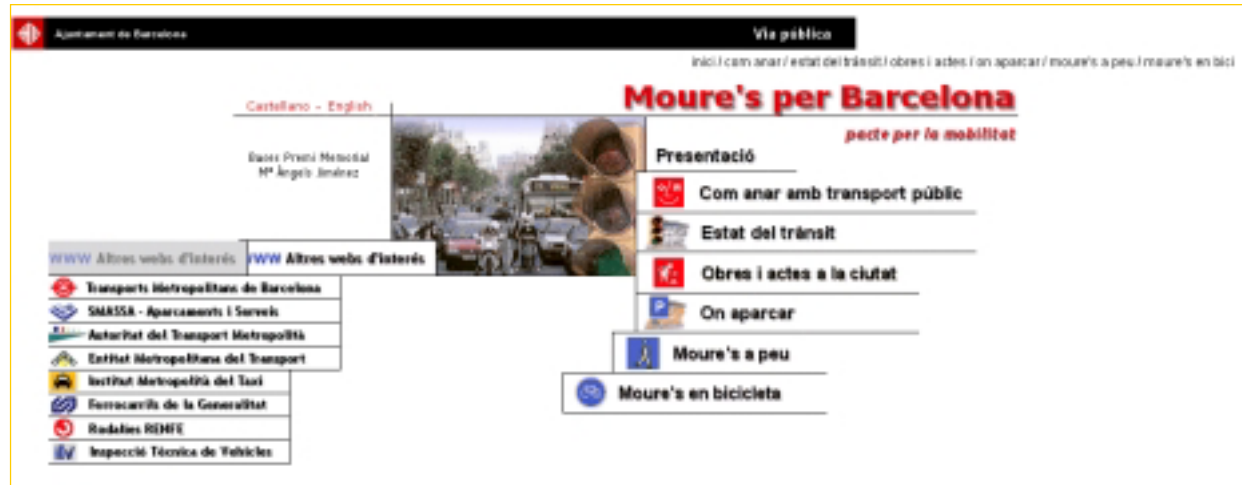 Ajuntament de Barcelona
Via pública
inici / com anar / estat del trànsit / obres i actes / on aparcar / moure's a peu / moure's en bici
Castellano - English
Moure's per Barcelona
pacte per la mobilitat
Bases Premi Memorial
Mª Àngels Jiménez
Presentació
Com anar amb transport públic
Estat del trànsit
Obres i actes a la ciutat
On aparcar
Moure's a peu
Moure's en bicicleta
WWW Altres webs d'interés
WWW Altres webs d'interés
Transports Metropolitans de Barcelona
SMASSA - Aparcaments i Serveis
Autoritat del Transport Metropolità
Entitat Metropolitana del Transport
Institut Metropolità del Taxi
Ferrocarrils de la Generalitat
Rodalies RENFE
Inspecció Tècnica de Vehicles